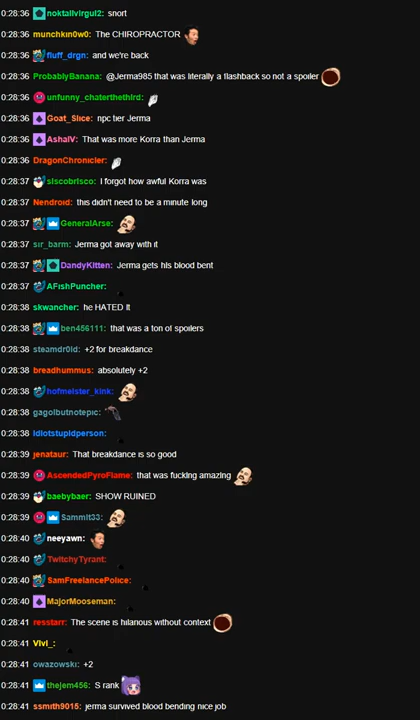 0:28:36 noktallvirgul2: snort
0:28:36 munchkın0w0: The CHIROPRACTOR
0:28:36 fluff_drgn: and we're back
0:28:36 ProbablyBanana: @Jerma985 that was literally a flashback so not a spoiler
0:28:36 unfunny_chaterthethird:
0:28:36 Goat_Slice: npc tier Jerma
0:28:36 AshalV: That was more Korra than Jerma
0:28:36 DragonChronicler:
0:28:37 siscobrisco: I forgot how awful Korra was
0:28:37 Nendroid: this didn't need to be a minute long
0:28:37 GeneralArse:
0:28:37 sir_barm: Jerma got away with it
0:28:37 DandyKitten: Jerma gets his blood bent
0:28:37 AFishPuncher:
0:28:38 skwancher: he HATED it
0:28:38 ben456111: that was a ton of spoilers
0:28:38 steamdr0id: +2 for breakdance
0:28:38 breadhummus: absolutely +2
0:28:38 hofmeister_kink:
0:28:38 gagolbutnotepic:
0:28:38 idiotstupidperson:
0:28:39 jenataur: That breakdance is so good
0:28:39 AscendedPyroFlame: that was fucking amazing
0:28:39 baebybaer: SHOW RUINED
0:28:39 Sammit33:
0:28:40 neeyawn:
0:28:40 TwitchyTyrant:
0:28:40 SamFreelancePolice:
0:28:40 MajorMooseman:
0:28:41 resstarr: The scene is hilarious without context
0:28:41 Vivi_:
0:28:41 owazowski: +2
0:28:41 thejem456: S rank
0:28:41 ssmith9015: jerma survived blood bending nice job